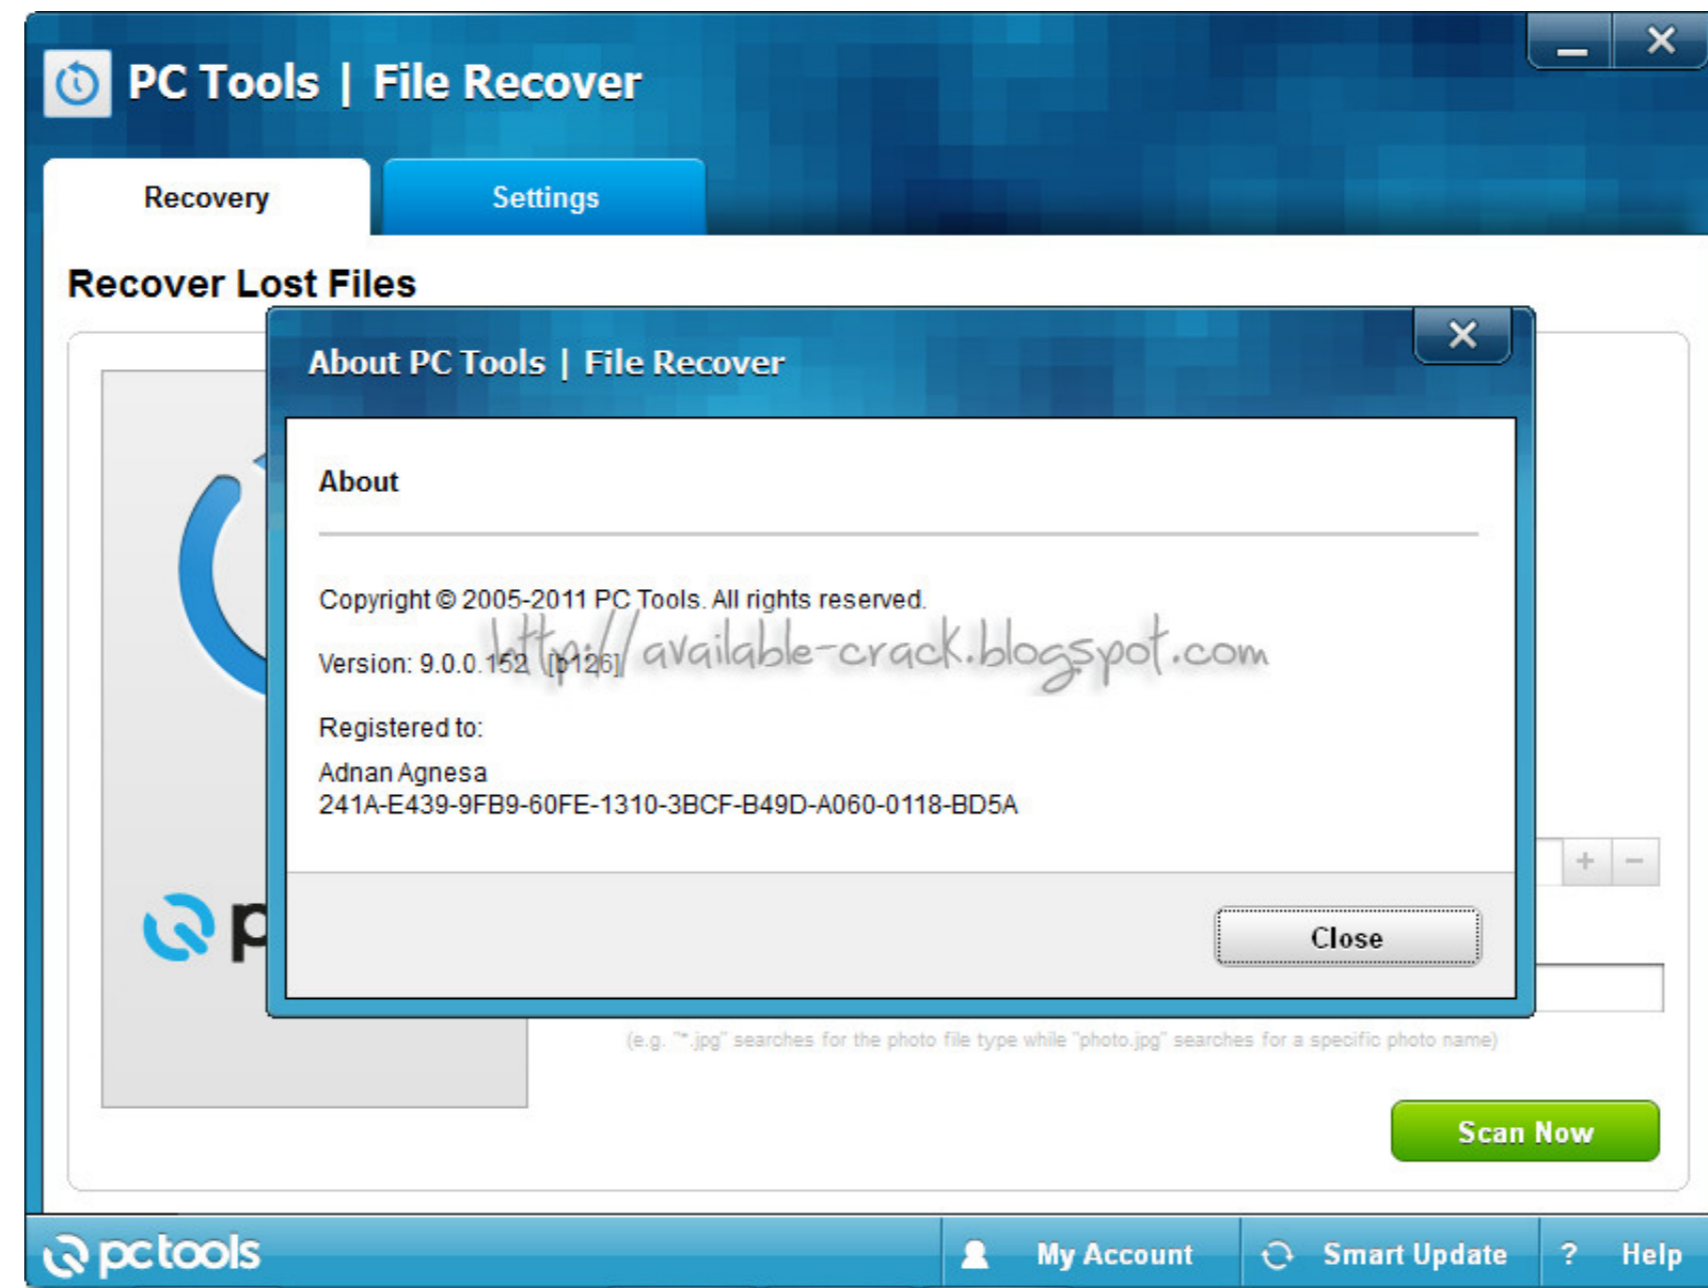 PC Tools | File Recover
Recovery
Settings
Recover Lost Files
About PC Tools | File Recover
About
Copyright © 2005-2011 PC Tools. All rights reserved.
http://available-crack.blogspot.com
Version: 9.0.0.152 [b126]
Registered to:
Adnan Agnesa
241A-E439-9FB9-60FE-1310-3BCF-B49D-A060-0118-BD5A
Close
(e.g. "*.jpg" searches for the photo file type while "photo.jpg" searches for a specific photo name)
Scan Now
pctools
My Account
Smart Update
? Help